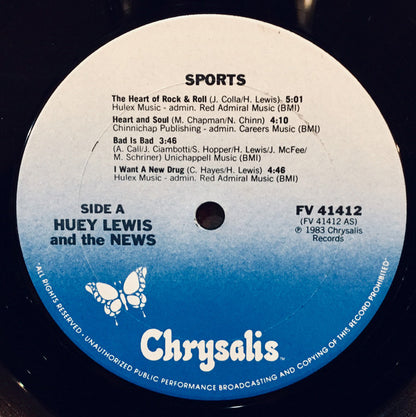 SPORTS
The Heart of Rock & Roll (J. Colla/H. Lewis) 5:01
Hulex Music - admin. Red Admiral Music (BMI)
Heart and Soul (M. Chapman/N. Chinn) 4:10
Chinnichap Publishing - admin. Careers Music (BMI)
Bad Is Bad 3:46
(A. Call/J. Ciambotti/S. Hopper/H. Lewis/J. McFee/
M. Schriner) Unichappell Music (BMI)
I Want A New Drug (C. Hayes/H. Lewis) 4:46
Hulex Music - admin. Red Admiral Music (BMI)
SIDE A
HUEY LEWIS
and the NEWS
FV 41412
(FV 41412 AS)
℗ 1983 Chrysalis
Records
Chrysalis™
ALL RIGHTS RESERVED · UNAUTHORIZED PUBLIC PERFORMANCE BROADCASTING AND COPYING OF THIS RECORD PROHIBITED ·